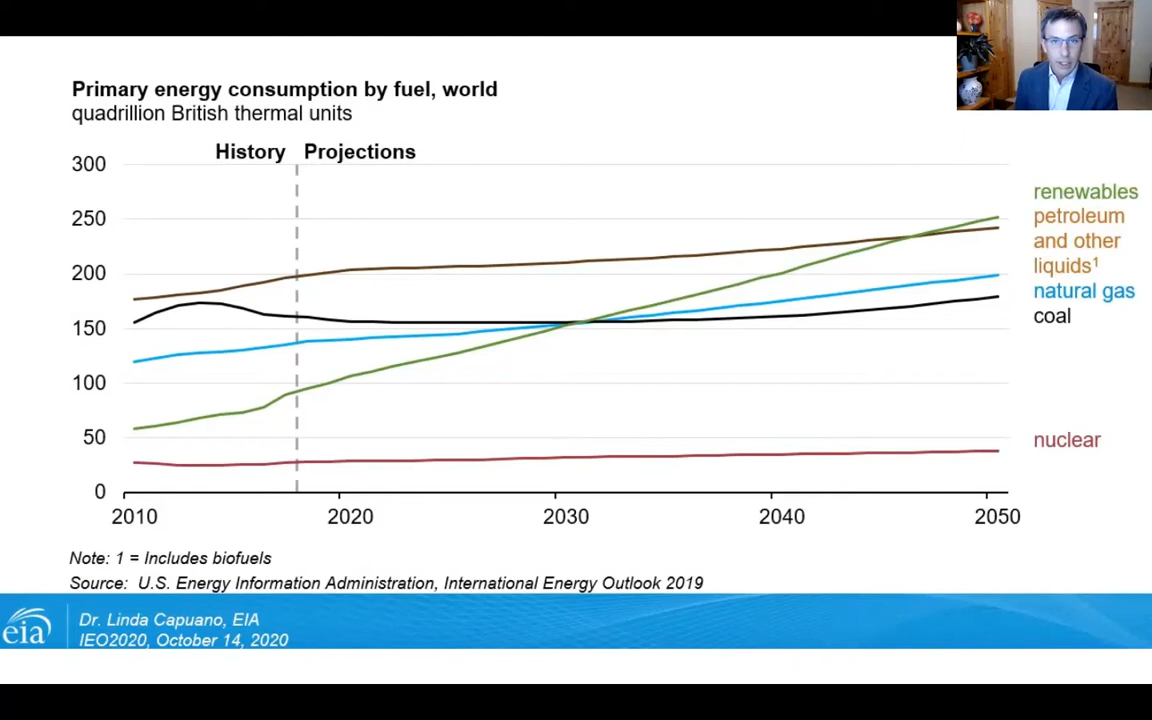 Primary energy consumption by fuel, world
quadrillion British thermal units
History
Projections
300
250
200
150
100
50
0
2010
2020
2030
2040
2050
renewables
petroleum
and other
liquids¹
natural gas
coal
nuclear
Note: 1 = Includes biofuels
Source: U.S. Energy Information Administration, International Energy Outlook 2019
eia
Dr. Linda Capuano, EIA
IEO2020, October 14, 2020